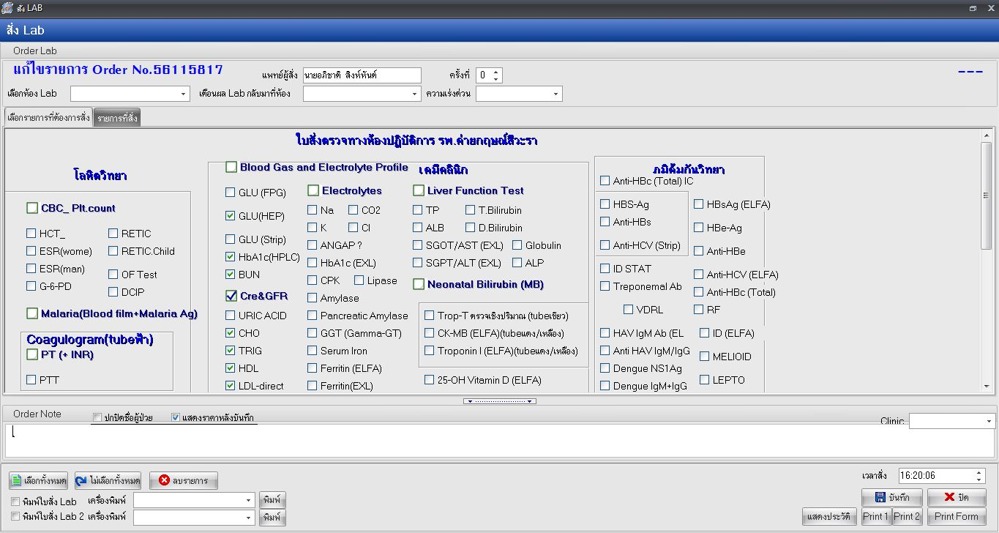 สั่ง LAB
สั่ง Lab
Order Lab
แก้ไขรายการ Order No.56115817
แพทย์ผู้สั่ง นายอภิชาติ สิงห์หันต์ ครั้งที่ 0
---
เลือกห้อง Lab เตือนผล Lab กลับมาที่ห้อง ความเร่งด่วน
เลือกรายการที่ต้องการสั่ง รายการที่สั่ง
ใบสั่งตรวจทางห้องปฏิบัติการ รพ.ค่ายกฤษณ์สีวะรา
โลหิตวิทยา
CBC_ Plt.count
HCT_ RETIC
ESR(wome) RETIC.Child
ESR(man) OF Test
G-6-PD DCIP
Malaria(Blood film+Malaria Ag)
Coagulogram(tubeฟ้า)
PT (+ INR)
PTT
Blood Gas and Electrolyte Profile เคมีคลินิก
GLU (FPG)
GLU(HEP)
GLU (Strip)
HbA1c(HPLC)
BUN
Cre&GFR
URIC ACID
CHO
TRIG
HDL
LDL-direct
Electrolytes
Na CO2
K Cl
ANGAP ?
HbA1c (EXL)
CPK Lipase
Amylase
Pancreatic Amylase
GGT (Gamma-GT)
Serum Iron
Ferritin (ELFA)
Ferritin(EXL)
Liver Function Test
TP T.Bilirubin
ALB D.Bilirubin
SGOT/AST (EXL) Globulin
SGPT/ALT (EXL) ALP
Neonatal Bilirubin (MB)
Trop-T ตรวจเชิงปริมาณ (tubeเขียว)
CK-MB (ELFA)(tubeแดง/เหลือง)
Troponin I (ELFA)(tubeแดง/เหลือง)
25-OH Vitamin D (ELFA)
ภูมิคุ้มกันวิทยา
Anti-HBc (Total) IC
HBS-Ag HBsAg (ELFA)
Anti-HBs HBe-Ag
Anti-HCV (Strip) Anti-HBe
ID STAT Anti-HCV (ELFA)
Treponemal Ab Anti-HBc (Total)
VDRL RF
HAV IgM Ab (EL ID (ELFA)
Anti HAV IgM/IgG MELIOID
Dengue NS1Ag
Dengue IgM+IgG LEPTO
Order Note ปกปิดชื่อผู้ป่วย แสดงราคาหลังบันทึก
Clinic
เลือกทั้งหมด ไม่เลือกทั้งหมด ลบรายการ
เวลาสั่ง 16:20:06
พิมพ์ใบสั่ง Lab เครื่องพิมพ์ พิมพ์
บันทึก ปิด
พิมพ์ใบสั่ง Lab 2 เครื่องพิมพ์ พิมพ์
แสดงประวัติ Print 1 Print 2 Print Form